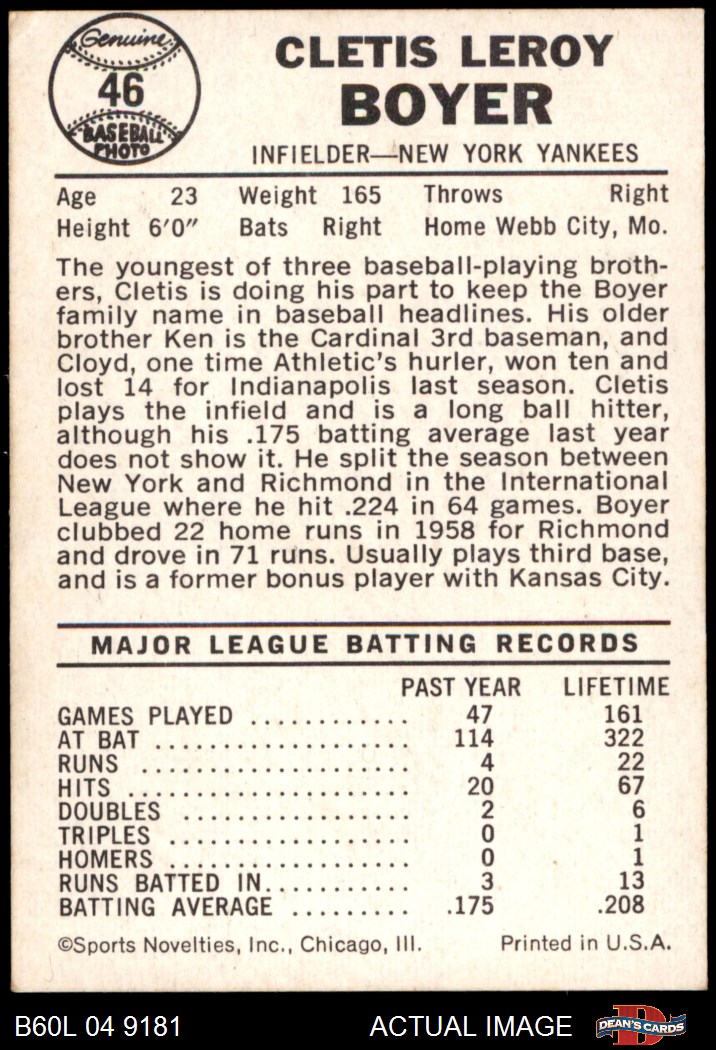 Genuine
46
BASEBALL
PHOTO
CLETIS LEROY
BOYER
INFIELDER—NEW YORK YANKEES
Age 23 Weight 165 Throws Right
Height 6'0" Bats Right Home Webb City, Mo.
The youngest of three baseball-playing broth-
ers, Cletis is doing his part to keep the Boyer
family name in baseball headlines. His older
brother Ken is the Cardinal 3rd baseman, and
Cloyd, one time Athletic's hurler, won ten and
lost 14 for Indianapolis last season. Cletis
plays the infield and is a long ball hitter,
although his .175 batting average last year
does not show it. He split the season between
New York and Richmond in the International
League where he hit .224 in 64 games. Boyer
clubbed 22 home runs in 1958 for Richmond
and drove in 71 runs. Usually plays third base,
and is a former bonus player with Kansas City.
MAJOR LEAGUE BATTING RECORDS
PAST YEAR LIFETIME
GAMES PLAYED ........... 47 161
AT BAT .................... 114 322
RUNS ..................... 4 22
HITS ...................... 20 67
DOUBLES .................. 2 6
TRIPLES ................... 0 1
HOMERS ................... 0 1
RUNS BATTED IN........... 3 13
BATTING AVERAGE ......... .175 .208
©Sports Novelties, Inc., Chicago, Ill. Printed in U.S.A.
B60L 04 9181 ACTUAL IMAGE DEAN'S CARDS